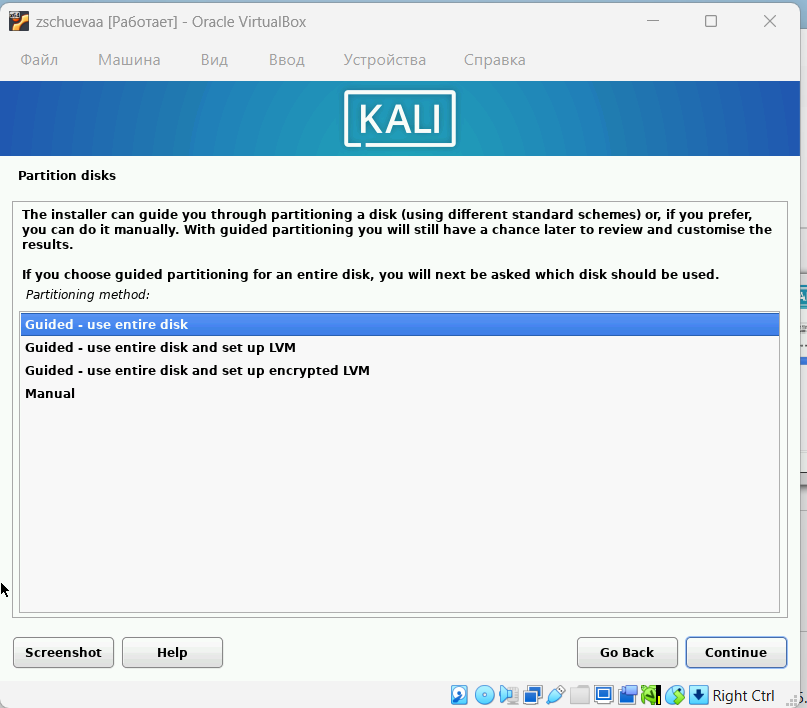 zschuevaa [Работает] - Oracle VirtualBox
Файл Машина Вид Ввод Устройства Справка
KALI
Partition disks
The installer can guide you through partitioning a disk (using different standard schemes) or, if you prefer,
you can do it manually. With guided partitioning you will still have a chance later to review and customise the
results.
If you choose guided partitioning for an entire disk, you will next be asked which disk should be used.
Partitioning method:
Guided - use entire disk
Guided - use entire disk and set up LVM
Guided - use entire disk and set up encrypted LVM
Manual
Screenshot Help Go Back Continue
Right Ctrl